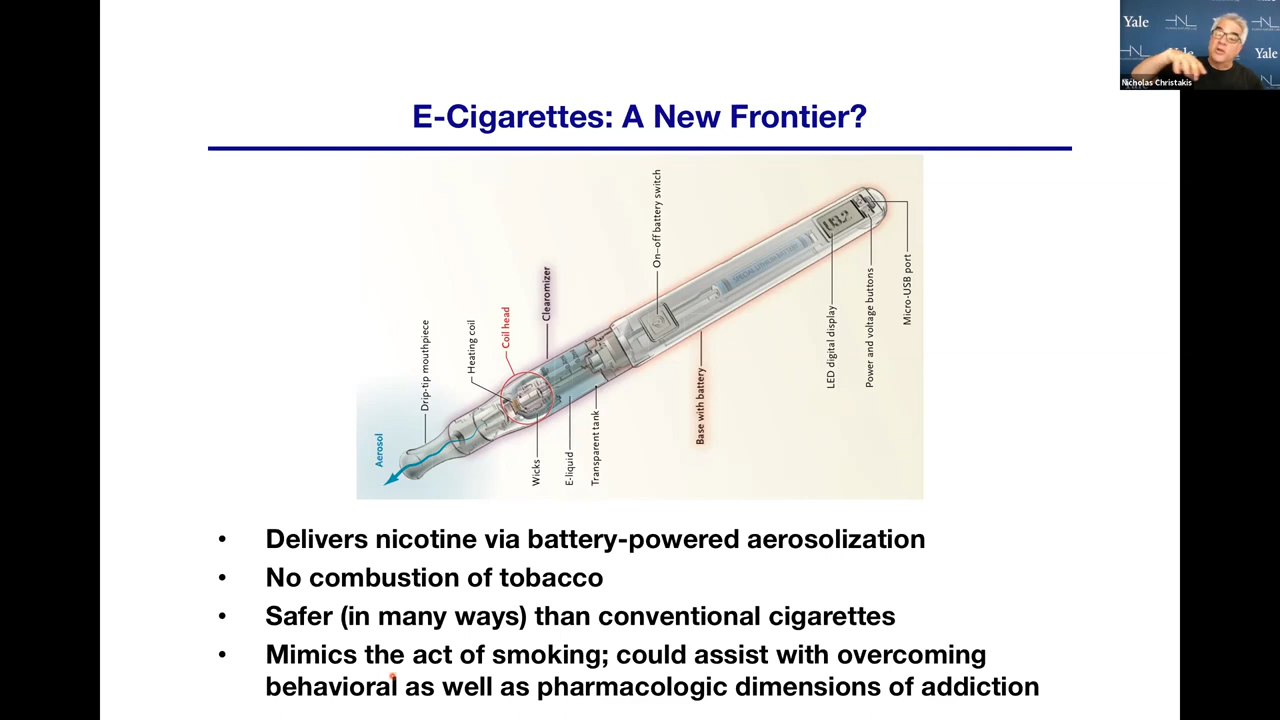 Yale
Yale
Yale
Nicholas Christakis
E-Cigarettes: A New Frontier?
Aerosol
Drip-tip mouthpiece
Heating coil
Coil head
Clearomizer
On–off battery switch
Wicks
E-liquid
Transparent tank
Base with battery
LED digital display
Power and voltage buttons
Micro-USB port
• Delivers nicotine via battery-powered aerosolization
• No combustion of tobacco
• Safer (in many ways) than conventional cigarettes
• Mimics the act of smoking; could assist with overcoming
behavioral as well as pharmacologic dimensions of addiction